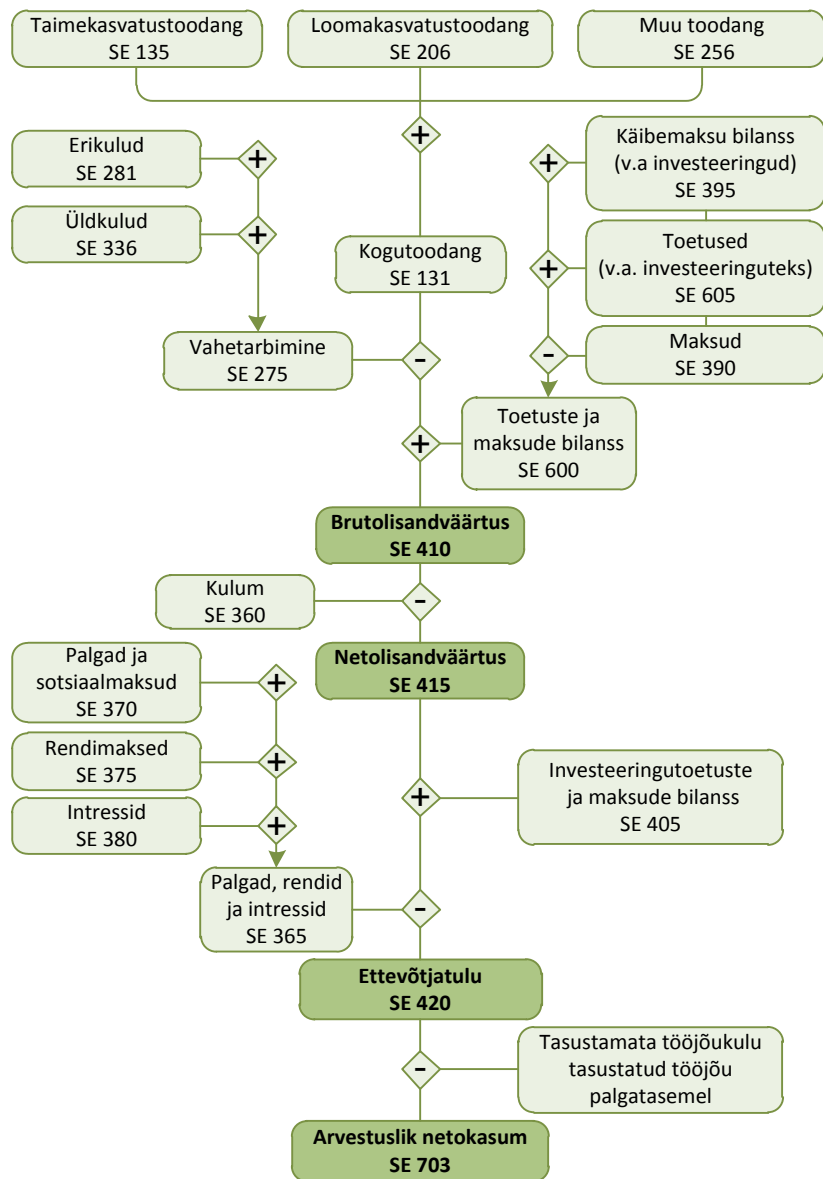 Taimekasvatustoodang
SE 135
Loomakasvatustoodang
SE 206
Muu toodang
SE 256
+
Erikulud
SE 281
+
Käibemaksu bilanss
(v.a investeeringud)
SE 395
+
Üldkulud
SE 336
+
Kogutoodang
SE 131
Toetused
(v.a. investeeringuteks)
SE 605
+
Vahetarbimine
SE 275
-
Maksud
SE 390
-
Toetuste ja
maksude bilanss
SE 600
+
Brutolisandväärtus
SE 410
Kulum
SE 360
-
Netolisandväärtus
SE 415
Palgad ja
sotsiaalmaksud
SE 370
+
Rendimaksed
SE 375
+
Intressid
SE 380
+
Investeeringutoetuste
ja maksude bilanss
SE 405
+
Palgad, rendid
ja intressid
SE 365
-
Ettevõtjatulu
SE 420
-
Tasustamata tööjõukulu
tasustatud tööjõu
palgatasemel
Arvestuslik netokasum
SE 703